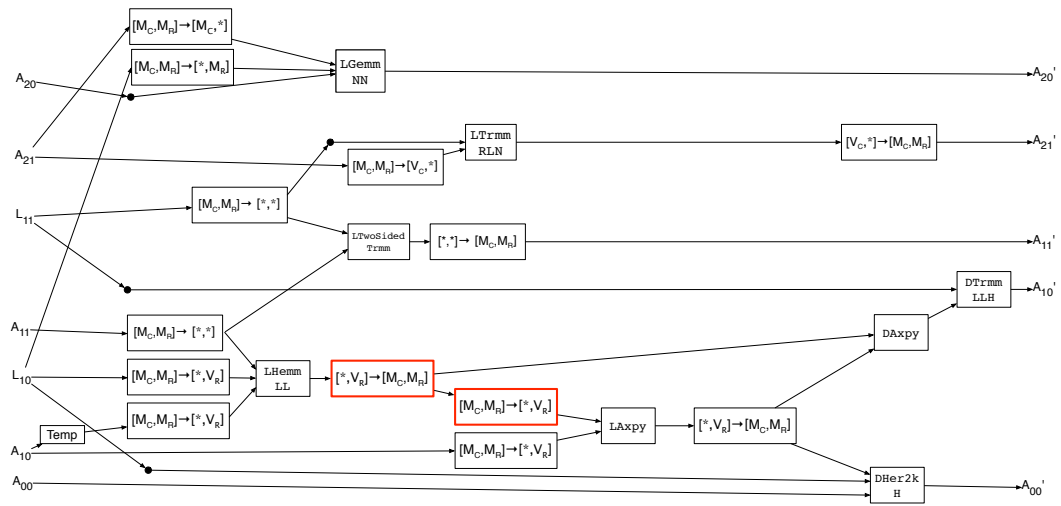 [M_C,M_R]→[M_C,*]
[M_C,M_R]→[*,M_R]
LGemm
NN
A_20
A_20'
LTrmm
RLN
[V_C,*]→[M_C,M_R]
A_21'
A_21
[M_C,M_R]→[V_C,*]
[M_C,M_R]→ [*,*]
L_11
LTwoSided
Trmm
[*,*]→ [M_C,M_R]
A_11'
DTrmm
LLH
A_10'
A_11
[M_C,M_R]→ [*,*]
DAxpy
L_10
[M_C,M_R]→[*,V_R]
LHemm
LL
[*,V_R]→[M_C,M_R]
[M_C,M_R]→[*,V_R]
Temp
[M_C,M_R]→[*,V_R]
LAxpy
[*,V_R]→[M_C,M_R]
A_10
[M_C,M_R]→[*,V_R]
A_00
DHer2k
H
A_00'